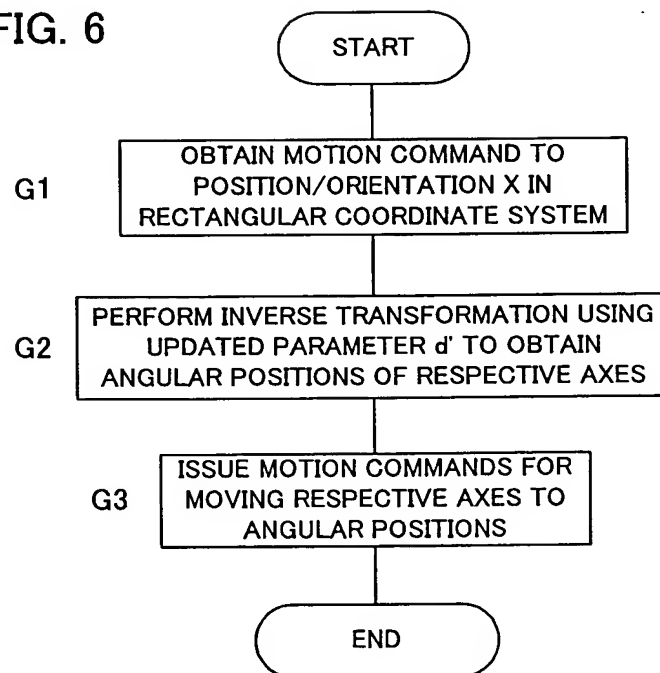 FIG. 6
START
G1
OBTAIN MOTION COMMAND TO
POSITION/ORIENTATION X IN
RECTANGULAR COORDINATE SYSTEM
G2
PERFORM INVERSE TRANSFORMATION USING
UPDATED PARAMETER d' TO OBTAIN
ANGULAR POSITIONS OF RESPECTIVE AXES
G3
ISSUE MOTION COMMANDS FOR
MOVING RESPECTIVE AXES TO
ANGULAR POSITIONS
END